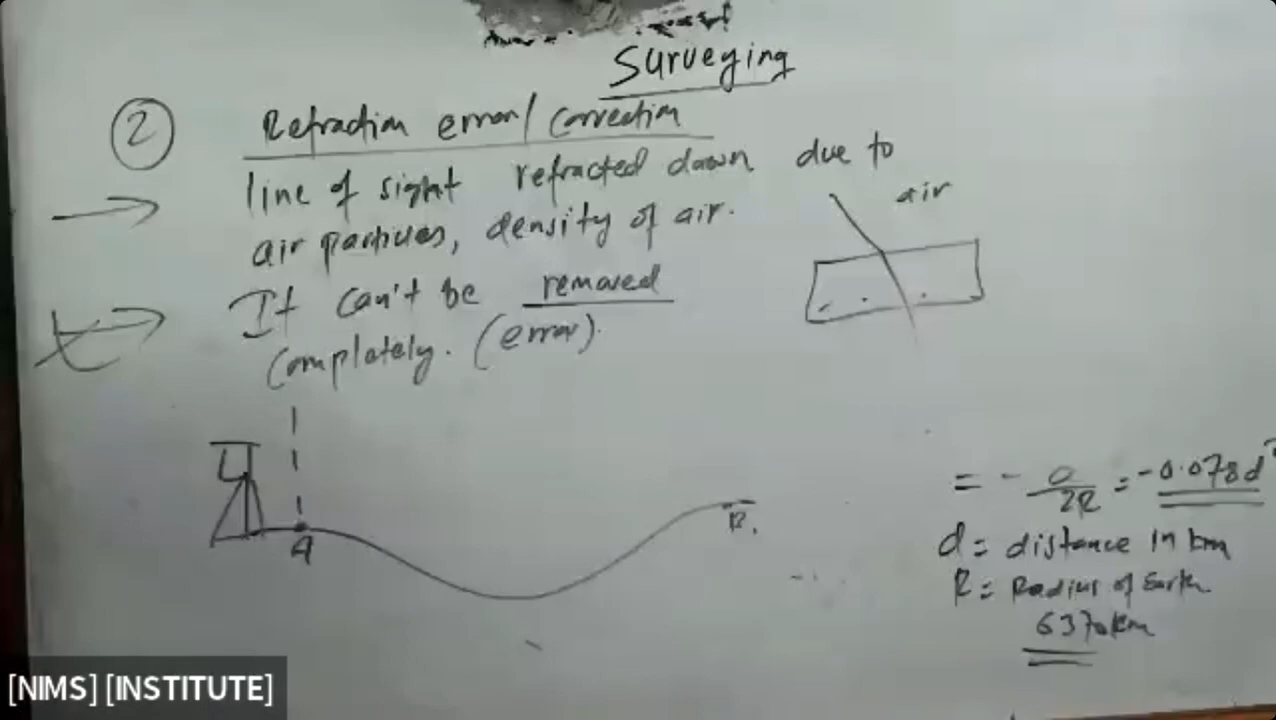 Surveying
2 Refraction error/Correction
line of sight refracted down due to
air particles, density of air.
air
It can't be removed
completely. (error).
A
B.
= - d/2R = -0.078d²
d = distance in km
R = Radius of Earth
6370km
[NIMS] [INSTITUTE]